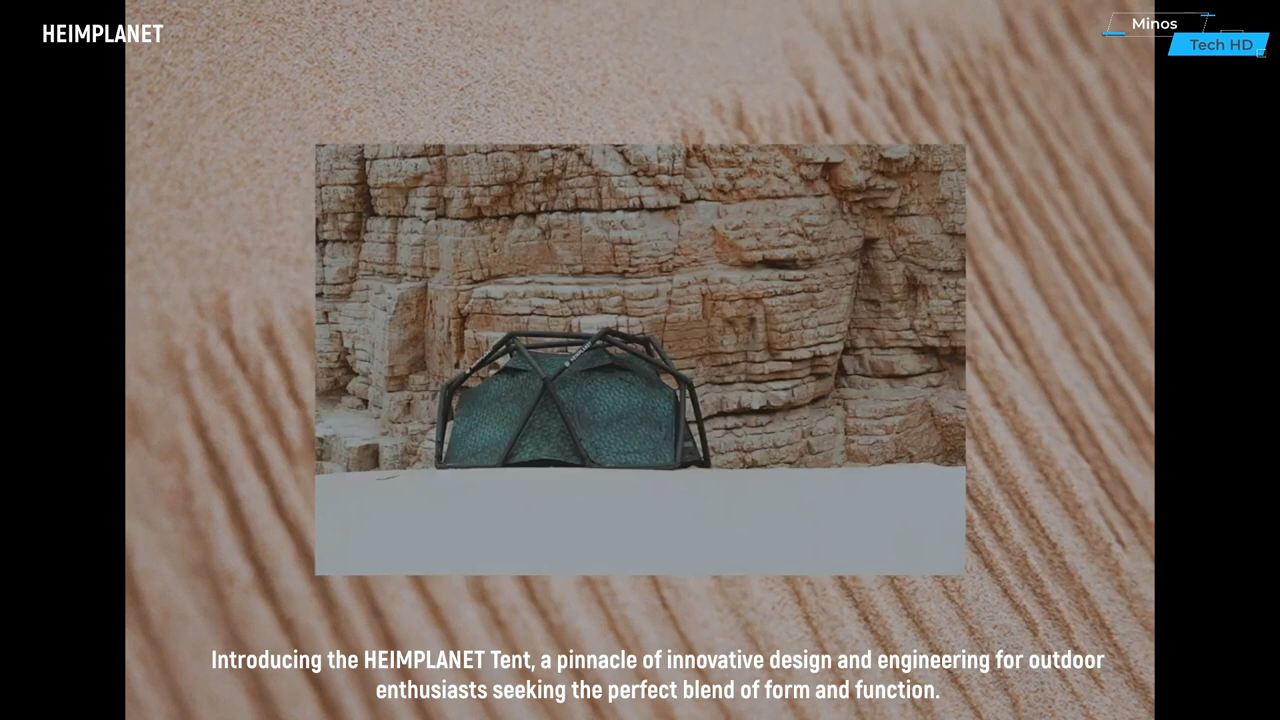 HEIMPLANET
Minos
Tech HD
Introducing the HEIMPLANET Tent, a pinnacle of innovative design and engineering for outdoor
enthusiasts seeking the perfect blend of form and function.